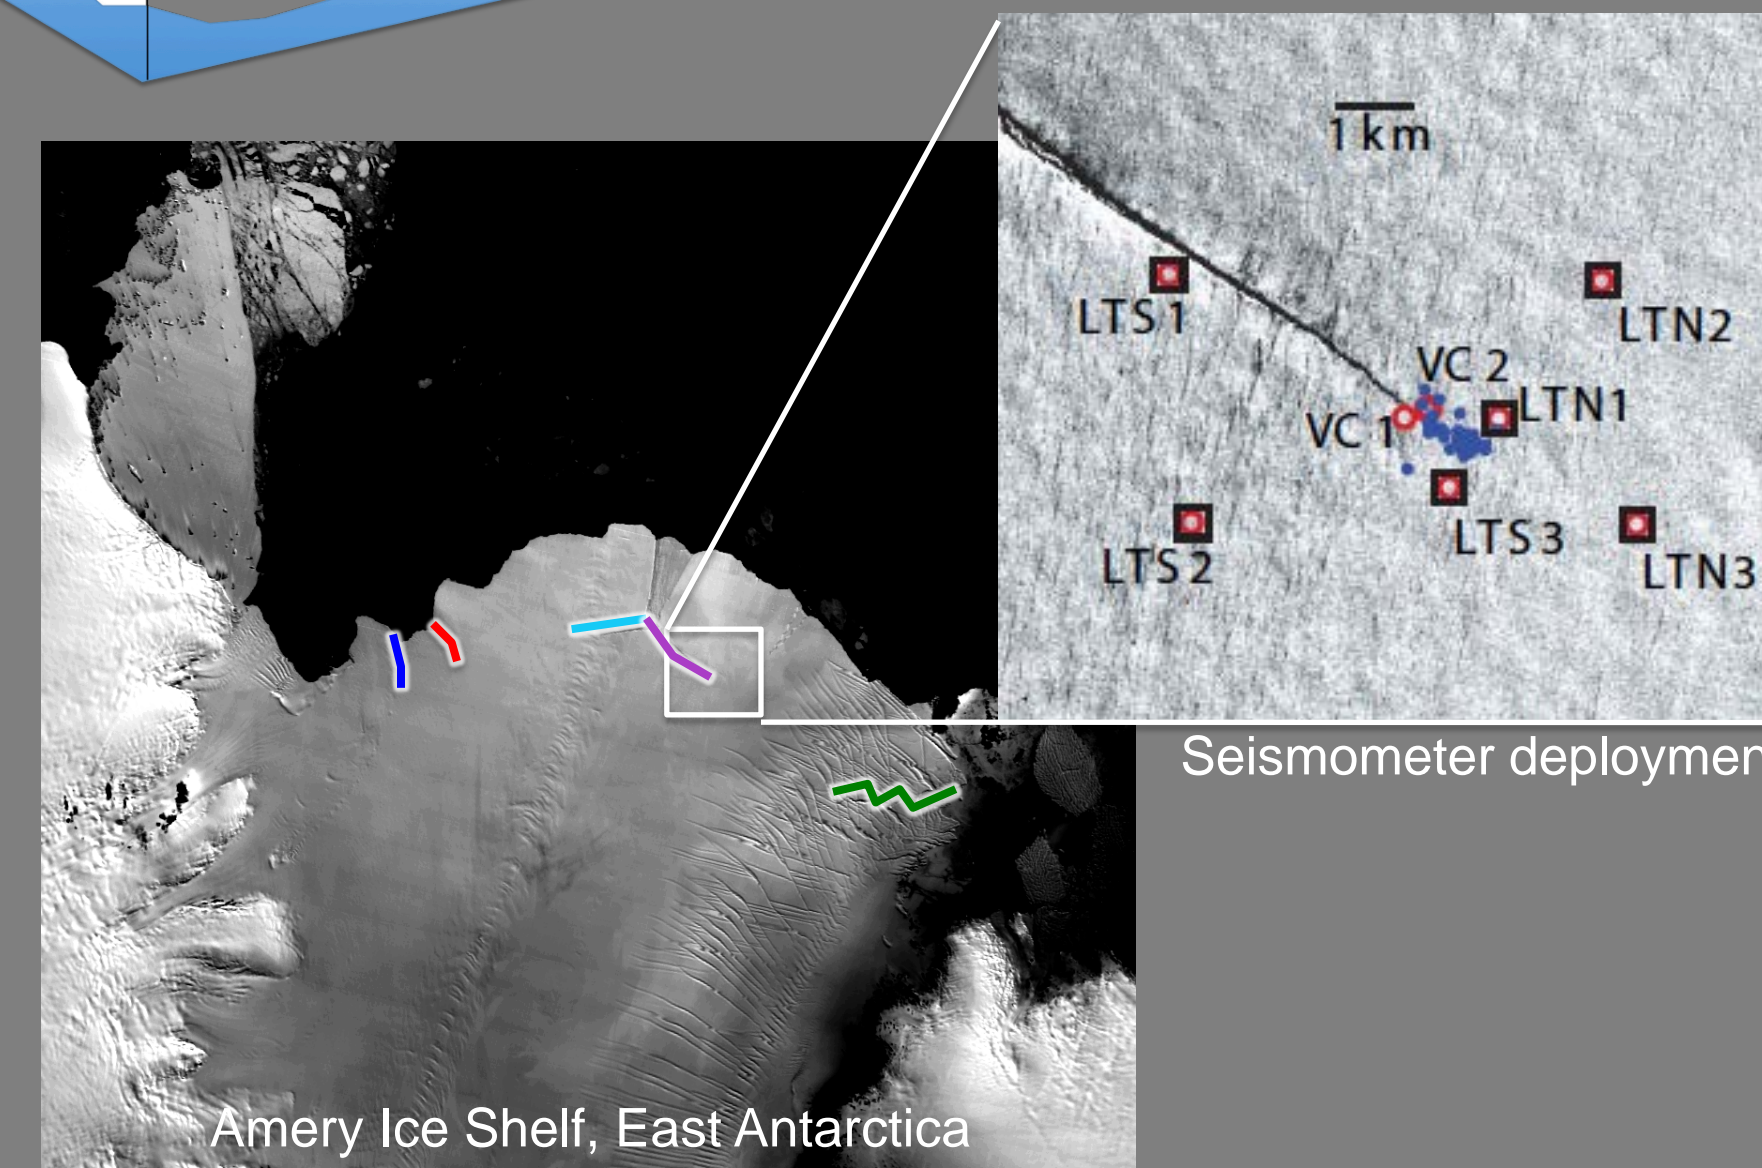 1 km
LTS 1
LTN2
VC 2
LTN1
VC 1
LTS 3
LTS 2
LTN3
Seismometer deploymen
Amery Ice Shelf, East Antarctica